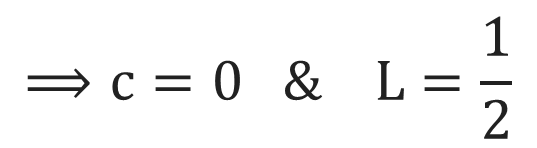 ⟹ c = 0 & L = 1/2